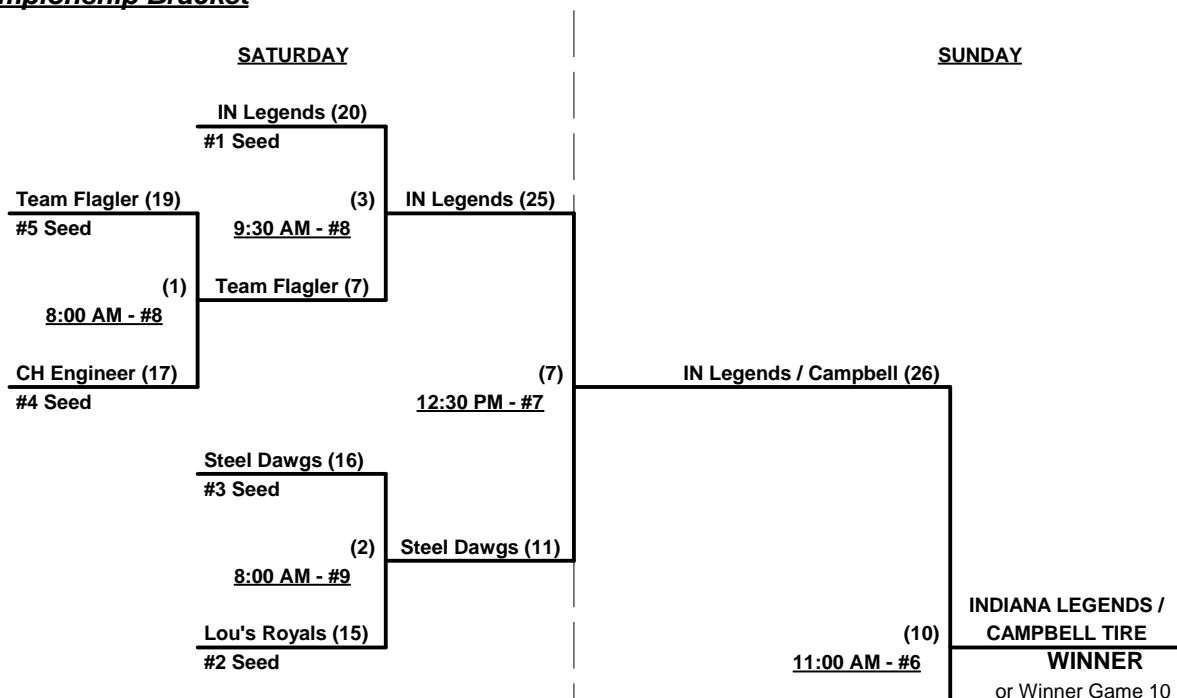 Bracket
SATURDAY
SUNDAY
IN Legends (20)
#1 Seed
Team Flagler (19)
(3)
IN Legends (25)
#5 Seed
9:30 AM - #8
(1)
Team Flagler (7)
8:00 AM - #8
CH Engineer (17)
(7)
IN Legends / Campbell (26)
#4 Seed
12:30 PM - #7
Steel Dawgs (16)
#3 Seed
(2)
Steel Dawgs (11)
8:00 AM - #9
INDIANA LEGENDS /
Lou's Royals (15)
(10)
CAMPBELL TIRE
#2 Seed
11:00 AM - #6
WINNER
or Winner Game 10